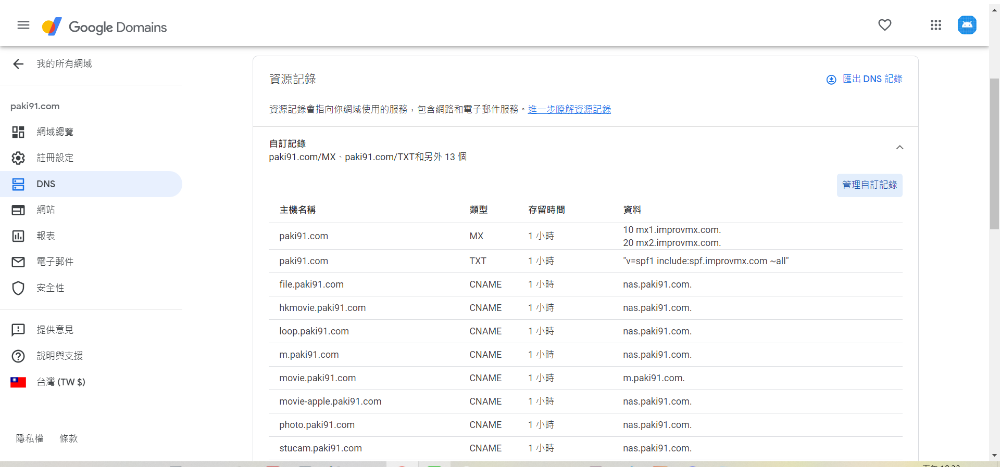 Google Domains
我的所有網域
paki91.com
網域總覽
註冊設定
DNS
網站
報表
電子郵件
安全性
提供意見
說明與支援
台灣 (TW $)
隱私權 條款
資源記錄
匯出 DNS 記錄
資源記錄會指向你網域使用的服務，包含網路和電子郵件服務。進一步瞭解資源記錄
自訂記錄
paki91.com/MX、paki91.com/TXT和另外 13 個
管理自訂記錄
主機名稱 類型 存留時間 資料
paki91.com MX 1 小時 10 mx1.improvmx.com.
20 mx2.improvmx.com.
paki91.com TXT 1 小時 "v=spf1 include:spf.improvmx.com ~all"
file.paki91.com CNAME 1 小時 nas.paki91.com.
hkmovie.paki91.com CNAME 1 小時 nas.paki91.com.
loop.paki91.com CNAME 1 小時 nas.paki91.com.
m.paki91.com CNAME 1 小時 nas.paki91.com.
movie.paki91.com CNAME 1 小時 m.paki91.com.
movie-apple.paki91.com CNAME 1 小時 nas.paki91.com.
photo.paki91.com CNAME 1 小時 nas.paki91.com.
stucam.paki91.com CNAME 1 小時 nas.paki91.com.